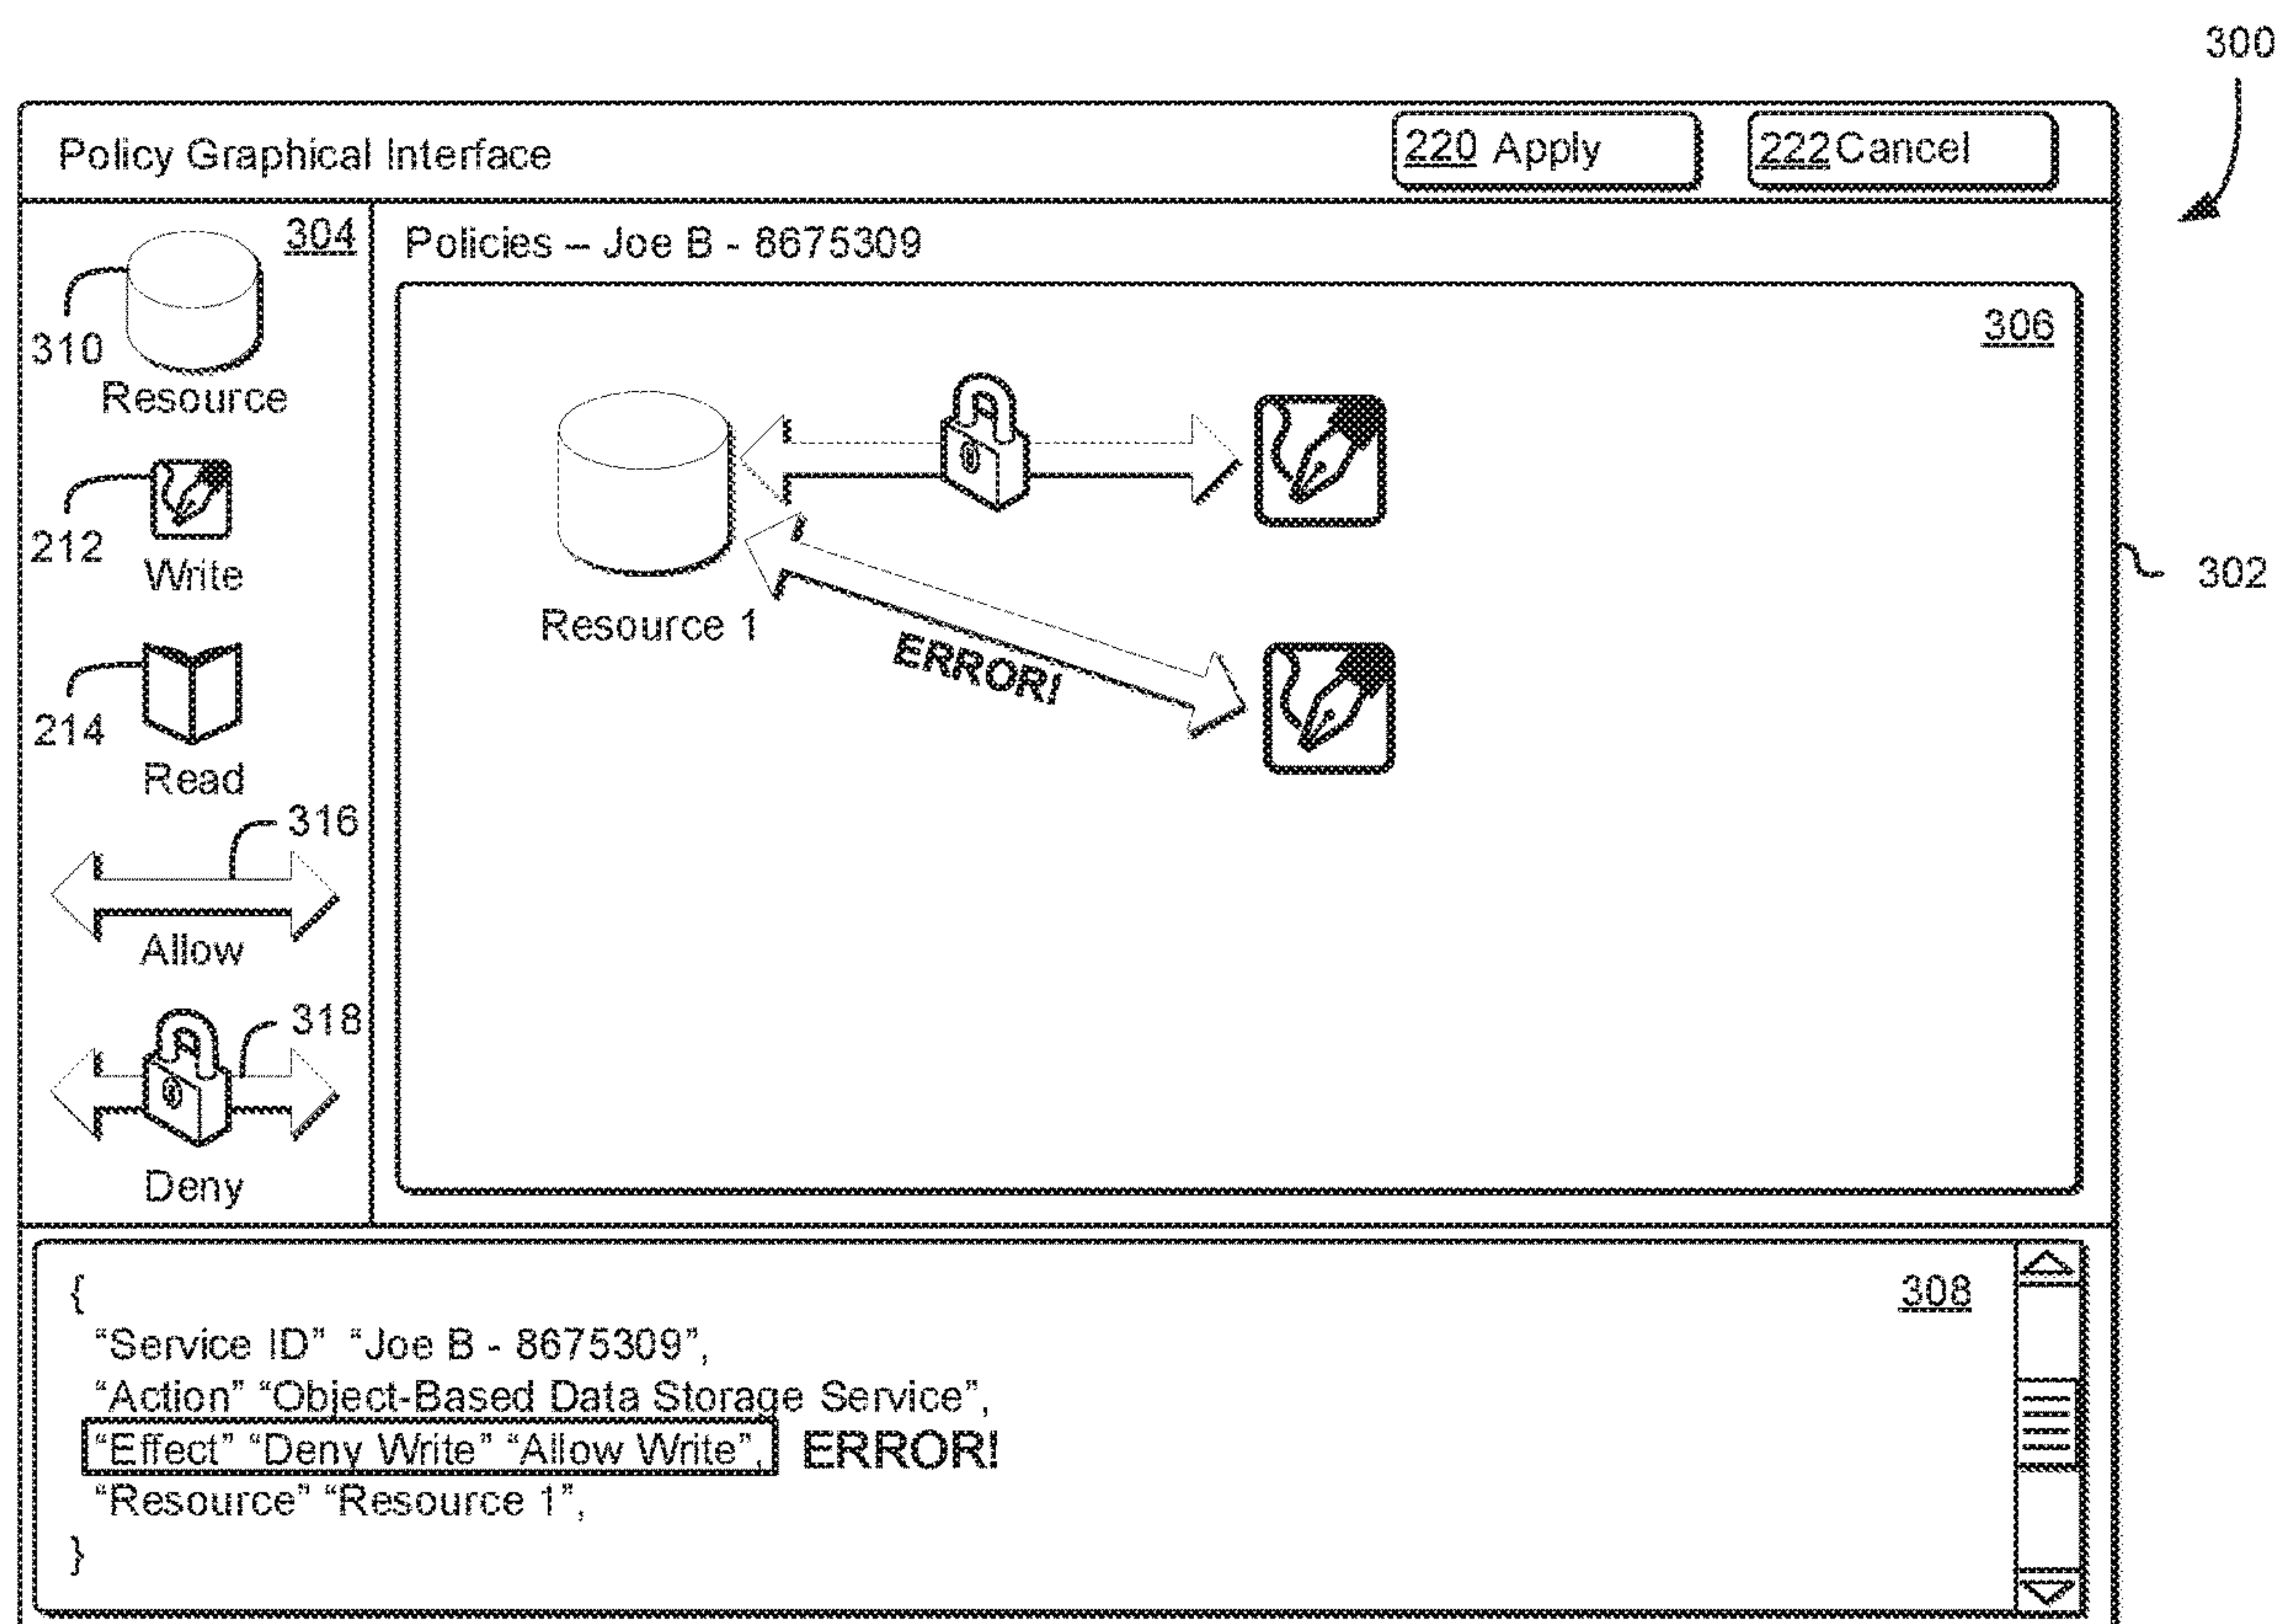 300
Policy Graphical Interface
220 Apply
222 Cancel
304
310
Resource
212
Write
214
Read
316
Allow
318
Deny
Policies – Joe B - 8675309
306
Resource 1
ERROR!
302
308
{
“Service ID” “Joe B - 8675309”,
“Action” “Object-Based Data Storage Service”,
“Effect” “Deny Write” “Allow Write”, ERROR!
“Resource” “Resource 1”,
}